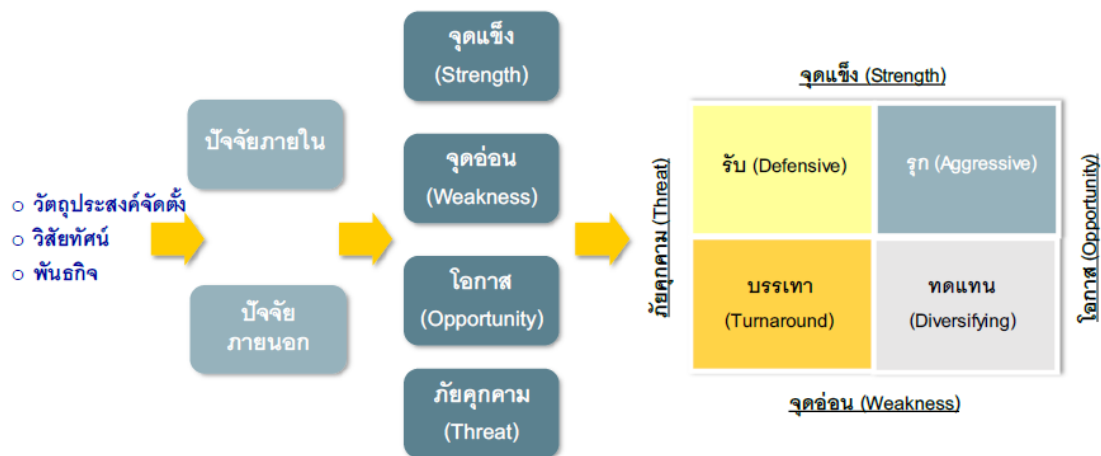 ○ วัตถุประสงค์จัดตั้ง
○ วิสัยทัศน์
○ พันธกิจ
ปัจจัยภายใน
ปัจจัย
ภายนอก
จุดแข็ง
(Strength)
จุดอ่อน
(Weakness)
โอกาส
(Opportunity)
ภัยคุกคาม
(Threat)
จุดแข็ง (Strength)
ภัยคุกคาม (Threat)
รับ (Defensive)
รุก (Aggressive)
บรรเทา
(Turnaround)
ทดแทน
(Diversifying)
โอกาส (Opportunity)
จุดอ่อน (Weakness)